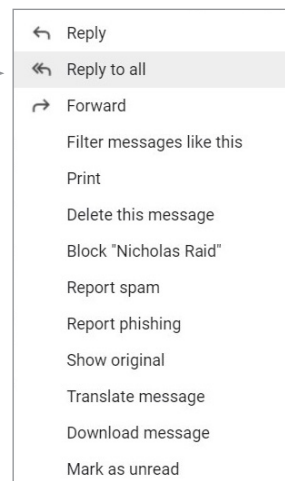 Reply
Reply to all
Forward
Filter messages like this
Print
Delete this message
Block "Nicholas Raid"
Report spam
Report phishing
Show original
Translate message
Download message
Mark as unread